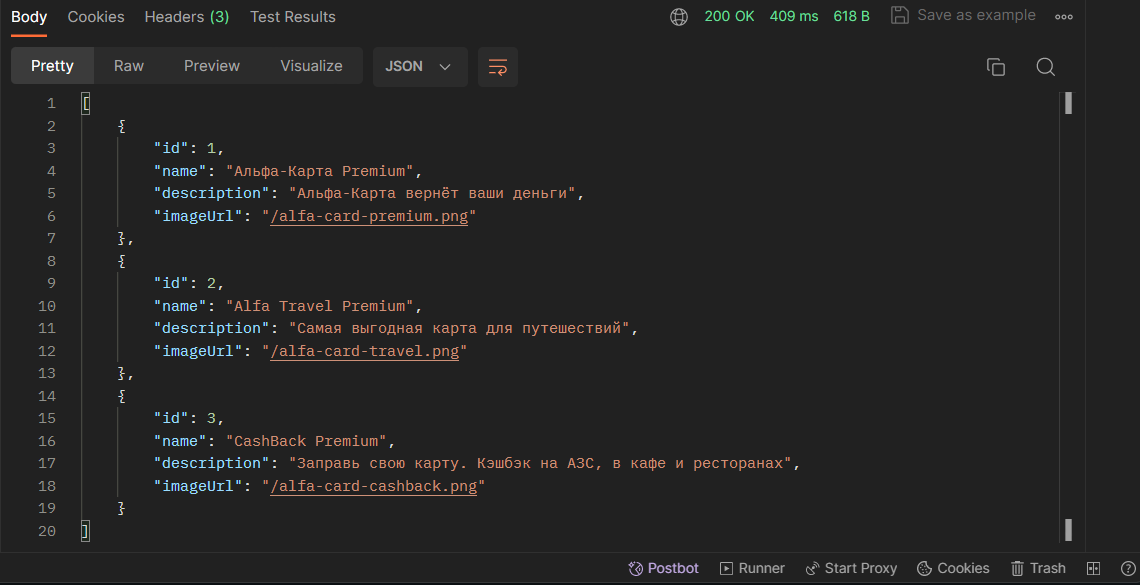 Body Cookies Headers (3) Test Results 200 OK 409 ms 618 B Save as example
Pretty Raw Preview Visualize JSON
1 [
2 {
3 "id": 1,
4 "name": "Альфа-Карта Premium",
5 "description": "Альфа-Карта вернёт ваши деньги",
6 "imageUrl": "/alfa-card-premium.png"
7 },
8 {
9 "id": 2,
10 "name": "Alfa Travel Premium",
11 "description": "Самая выгодная карта для путешествий",
12 "imageUrl": "/alfa-card-travel.png"
13 },
14 {
15 "id": 3,
16 "name": "CashBack Premium",
17 "description": "Заправь свою карту. Кэшбэк на АЗС, в кафе и ресторанах",
18 "imageUrl": "/alfa-card-cashback.png"
19 }
20 ]
Postbot Runner Start Proxy Cookies Trash